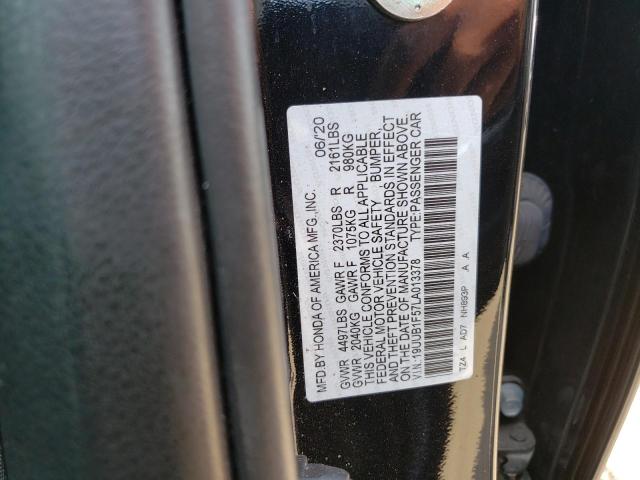 MFD.BY HONDA OF AMERICA MFG.,INC. 06/20
GVWR 4497LBS GAWR F 2370LBS R 2161LBS
GVWR 2040KG GAWR F 1075KG R 980KG
THIS VEHICLE CONFORMS TO ALL APPLICABLE
FEDERAL MOTOR VEHICLE SAFETY , BUMPER,
AND THEFT PREVENTION STANDARDS IN EFFECT
ON THE DATE OF MANUFACTURE SHOWN ABOVE.
V.I.N.:19UUB1F57LA013378 TYPE:PASSENGER CAR
TZ4 L AD7 NH893P A A